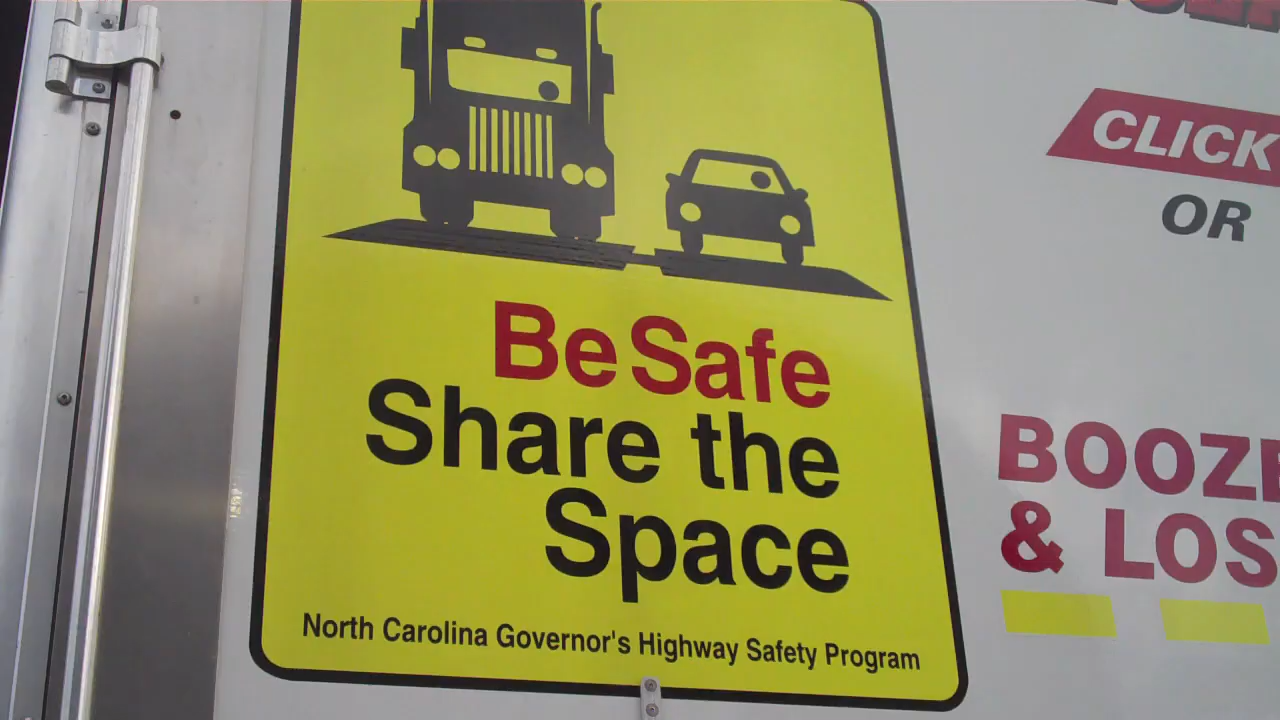 Be Safe
Share the
Space
North Carolina Governor's Highway Safety Program
CLICK
OR
BOOZE
& LOS